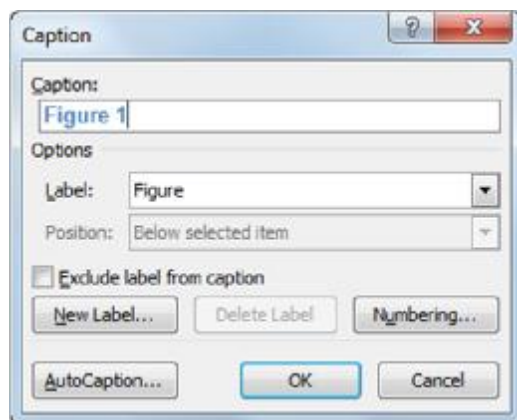 Caption
?
X
Caption:
Figure 1
Options
Label: Figure
Position: Below selected item
Exclude label from caption
New Label... Delete Label Numbering...
AutoCaption... OK Cancel